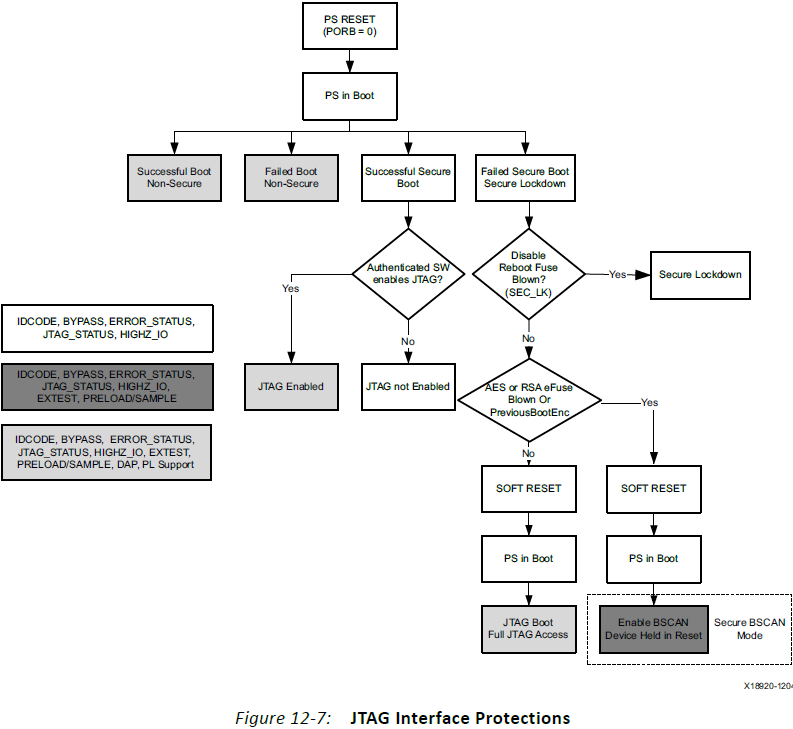 PS RESET
(PORB = 0)
PS in Boot
Successful Boot
Non-Secure
Failed Boot
Non-Secure
Successful Secure
Boot
Failed Secure Boot
Secure Lockdown
Authenticated SW
enables JTAG?
Disable
Reboot Fuse
Blown?
(SEC_LK)
Yes
Secure Lockdown
Yes
No
No
IDCODE, BYPASS, ERROR_STATUS,
JTAG_STATUS, HIGHZ_IO
IDCODE, BYPASS, ERROR_STATUS,
JTAG_STATUS, HIGHZ_IO,
EXTEST, PRELOAD/SAMPLE
IDCODE, BYPASS, ERROR_STATUS,
JTAG_STATUS, HIGHZ_IO, EXTEST,
PRELOAD/SAMPLE, DAP, PL Support
JTAG Enabled
JTAG not Enabled
AES or RSA eFuse
Blown Or
PreviousBootEnc
Yes
No
SOFT RESET
SOFT RESET
PS in Boot
PS in Boot
JTAG Boot
Full JTAG Access
Enable BSCAN
Device Held in Reset
Secure BSCAN
Mode
X18920-1204
Figure 12-7: JTAG Interface Protections